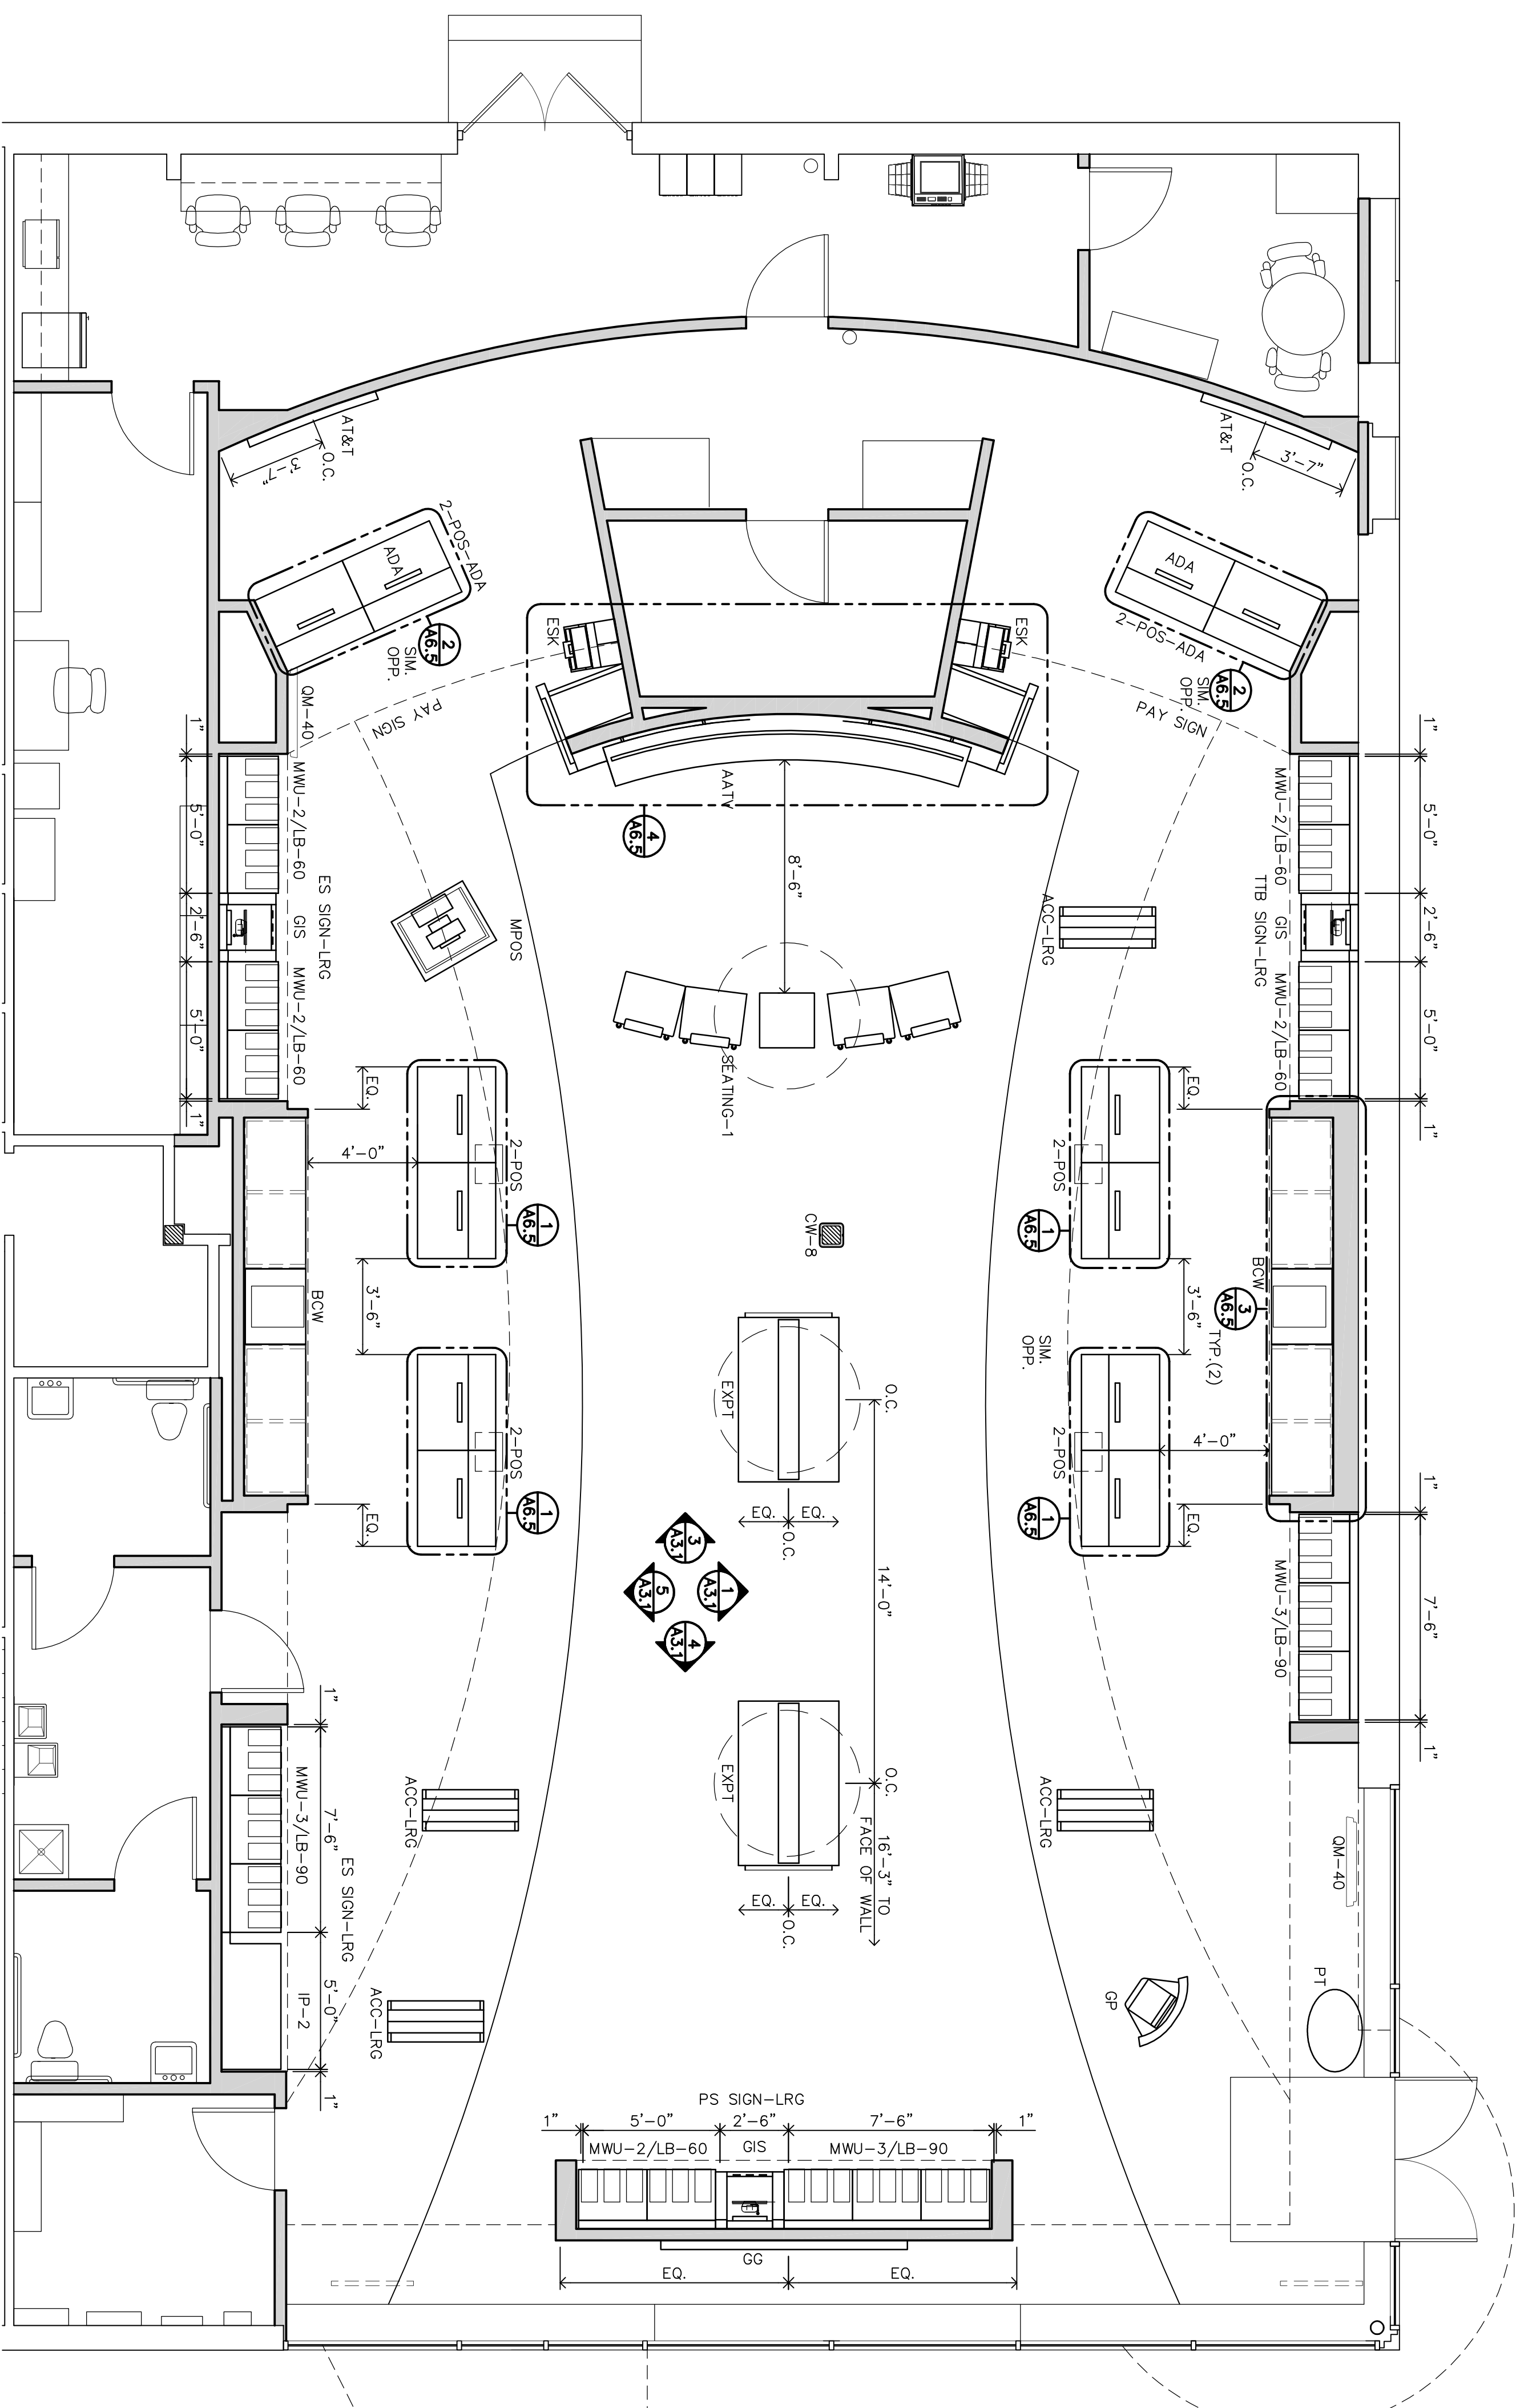 AT&T
O.C.
3'-7"
AT&T
O.C.
3'-7"
2-POS-ADA
ADA
2
A6.5
SIM.
OPP.
ESK
ESK
ADA
2-POS-ADA
2
A6.5
SIM.
OPP.
QM-40
PAY SIGN
PAY SIGN
1"
5'-0"
2'-6"
5'-0"
1"
MWU-2/LB-60
GIS
MWU-2/LB-60
ES SIGN-LRG
AATV
4
A6.5
8'-6"
MPOS
SEATING-1
ACC-LRG
MWU-2/LB-60
GIS
MWU-2/LB-60
TTB SIGN-LRG
1"
5'-0"
2'-6"
5'-0"
1"
EQ.
4'-0"
2-POS
1
A6.5
BCW
3'-6"
2-POS
1
A6.5
EQ.
CW-8
EXPT
O.C.
EQ.
EQ.
O.C.
14'-0"
EQ.
2-POS
1
A6.5
3'-6"
SIM.
OPP.
2-POS
1
A6.5
EQ.
4'-0"
BCW
3
A6.5
TYP.(2)
3
A3.1
1
A3.1
5
A3.1
4
A3.1
1"
7'-6"
1"
MWU-3/LB-90
1"
7'-6"
5'-0"
1"
MWU-3/LB-90
ES SIGN-LRG
IP-2
ACC-LRG
ACC-LRG
EXPT
O.C.
16'-3" TO
FACE OF WALL
EQ.
EQ.
O.C.
ACC-LRG
QM-40
PT
GP
PS SIGN-LRG
1"
5'-0"
2'-6"
7'-6"
1"
MWU-2/LB-60
GIS
MWU-3/LB-90
GG
EQ.
EQ.